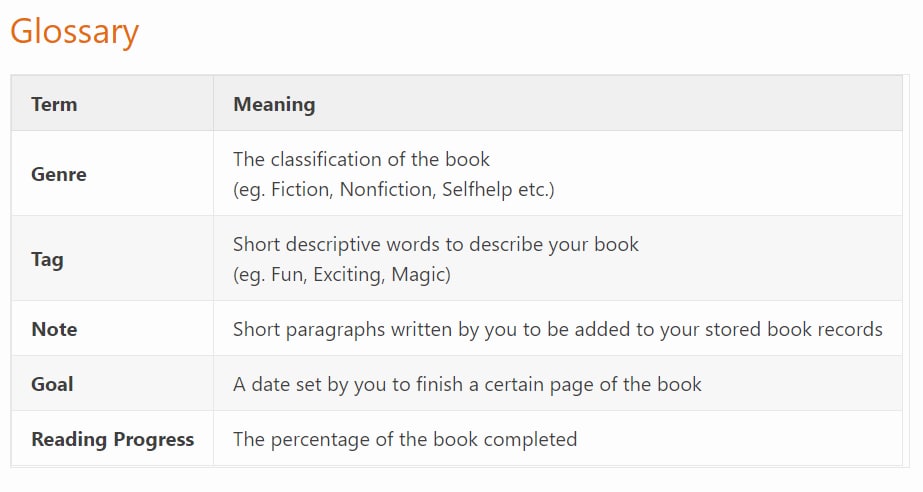 Glossary
Term Meaning
Genre The classification of the book
(eg. Fiction, Nonfiction, Selfhelp etc.)
Tag Short descriptive words to describe your book
(eg. Fun, Exciting, Magic)
Note Short paragraphs written by you to be added to your stored book records
Goal A date set by you to finish a certain page of the book
Reading Progress The percentage of the book completed